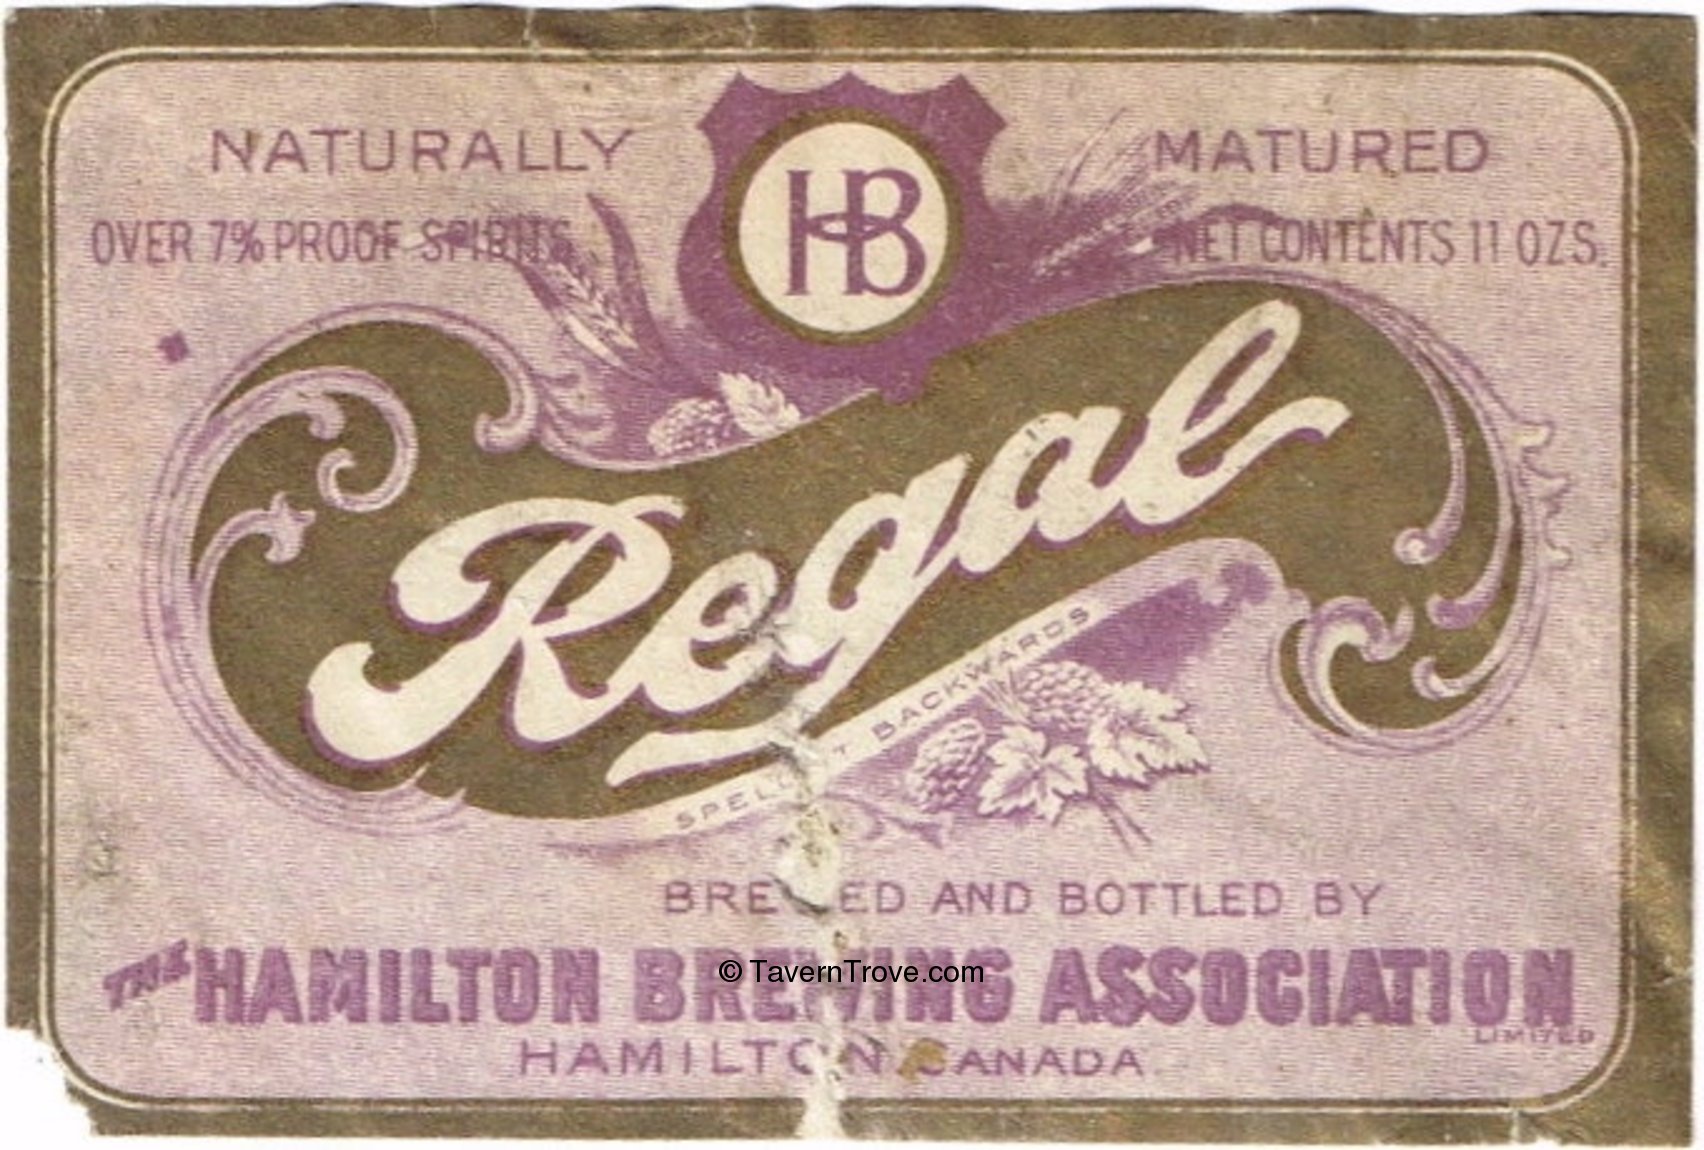 NATURALLY
HB
MATURED
OVER 7% PROOF SPIRITS
NET CONTENTS 11 OZS.
Regal
BACKWARDS
BREWED AND BOTTLED BY
THE HAMILTON BREWING ASSOCIATION
LIMITED
HAMILTON CANADA
© TavernTrove.com